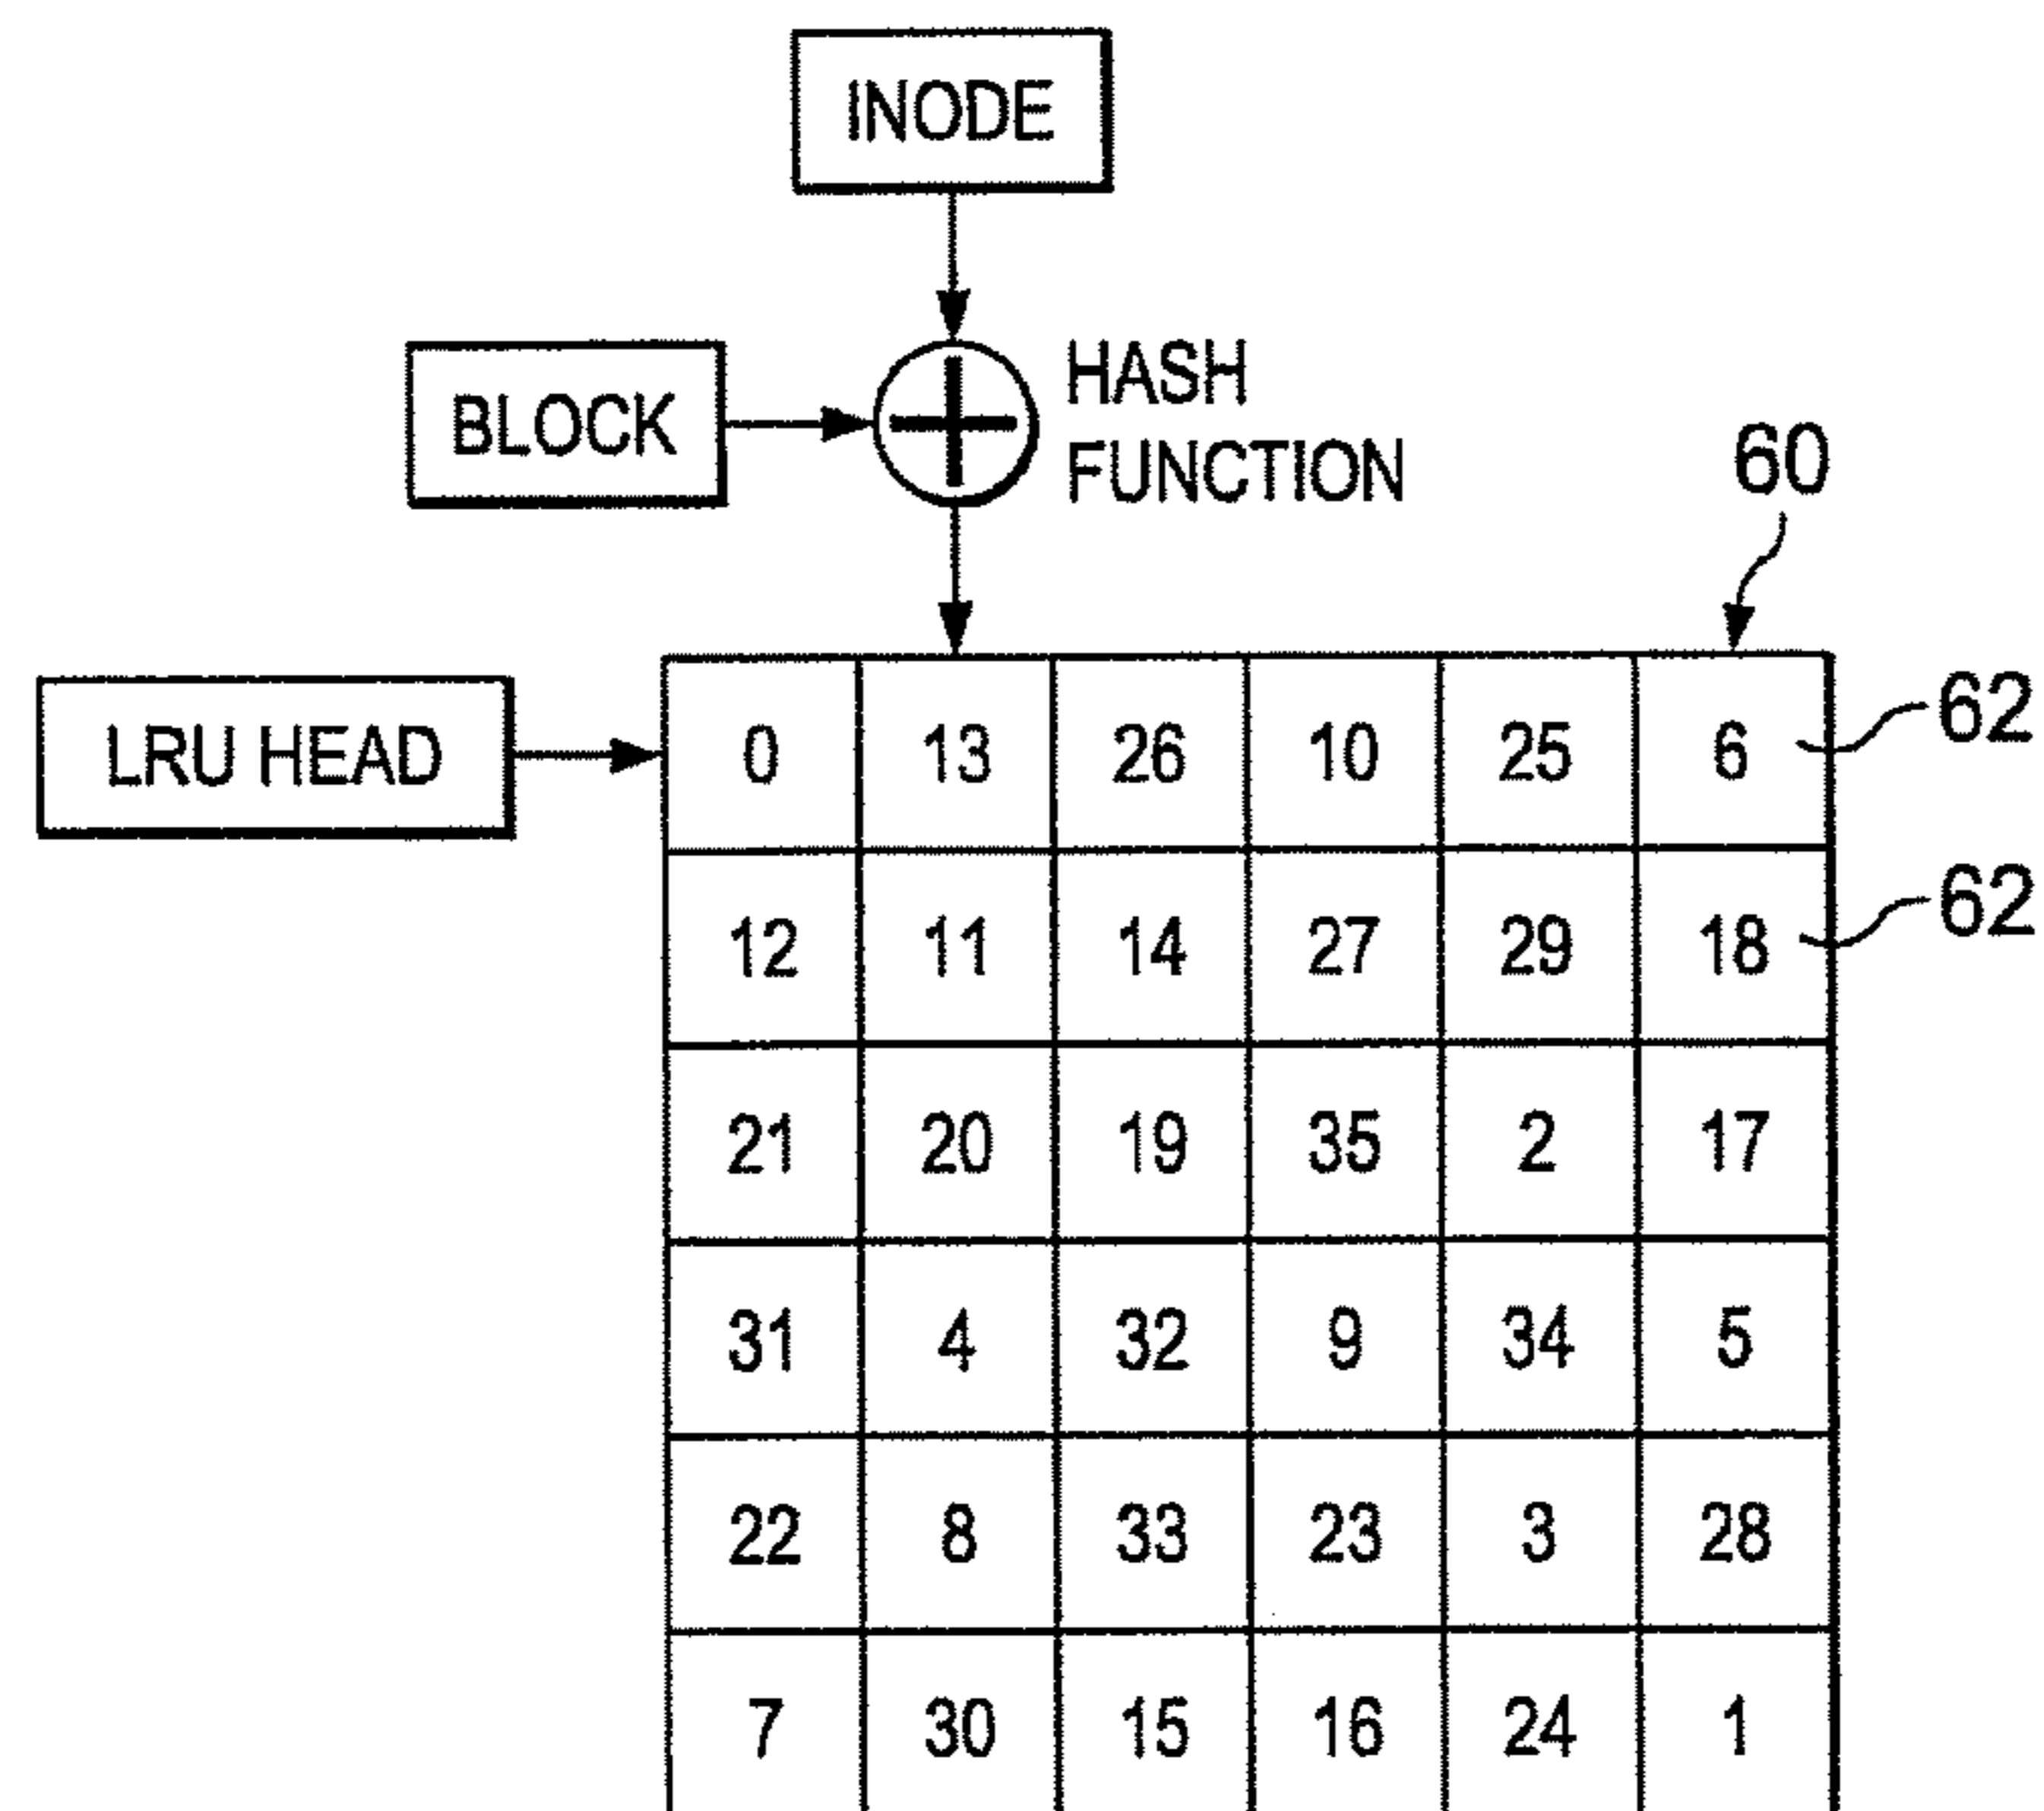 INODE
BLOCK
HASH
FUNCTION
60
LRU HEAD
0 13 26 10 25 6
62
12 11 14 27 29 18
62
21 20 19 35 2 17
31 4 32 9 34 5
22 8 33 23 3 28
7 30 15 16 24 1